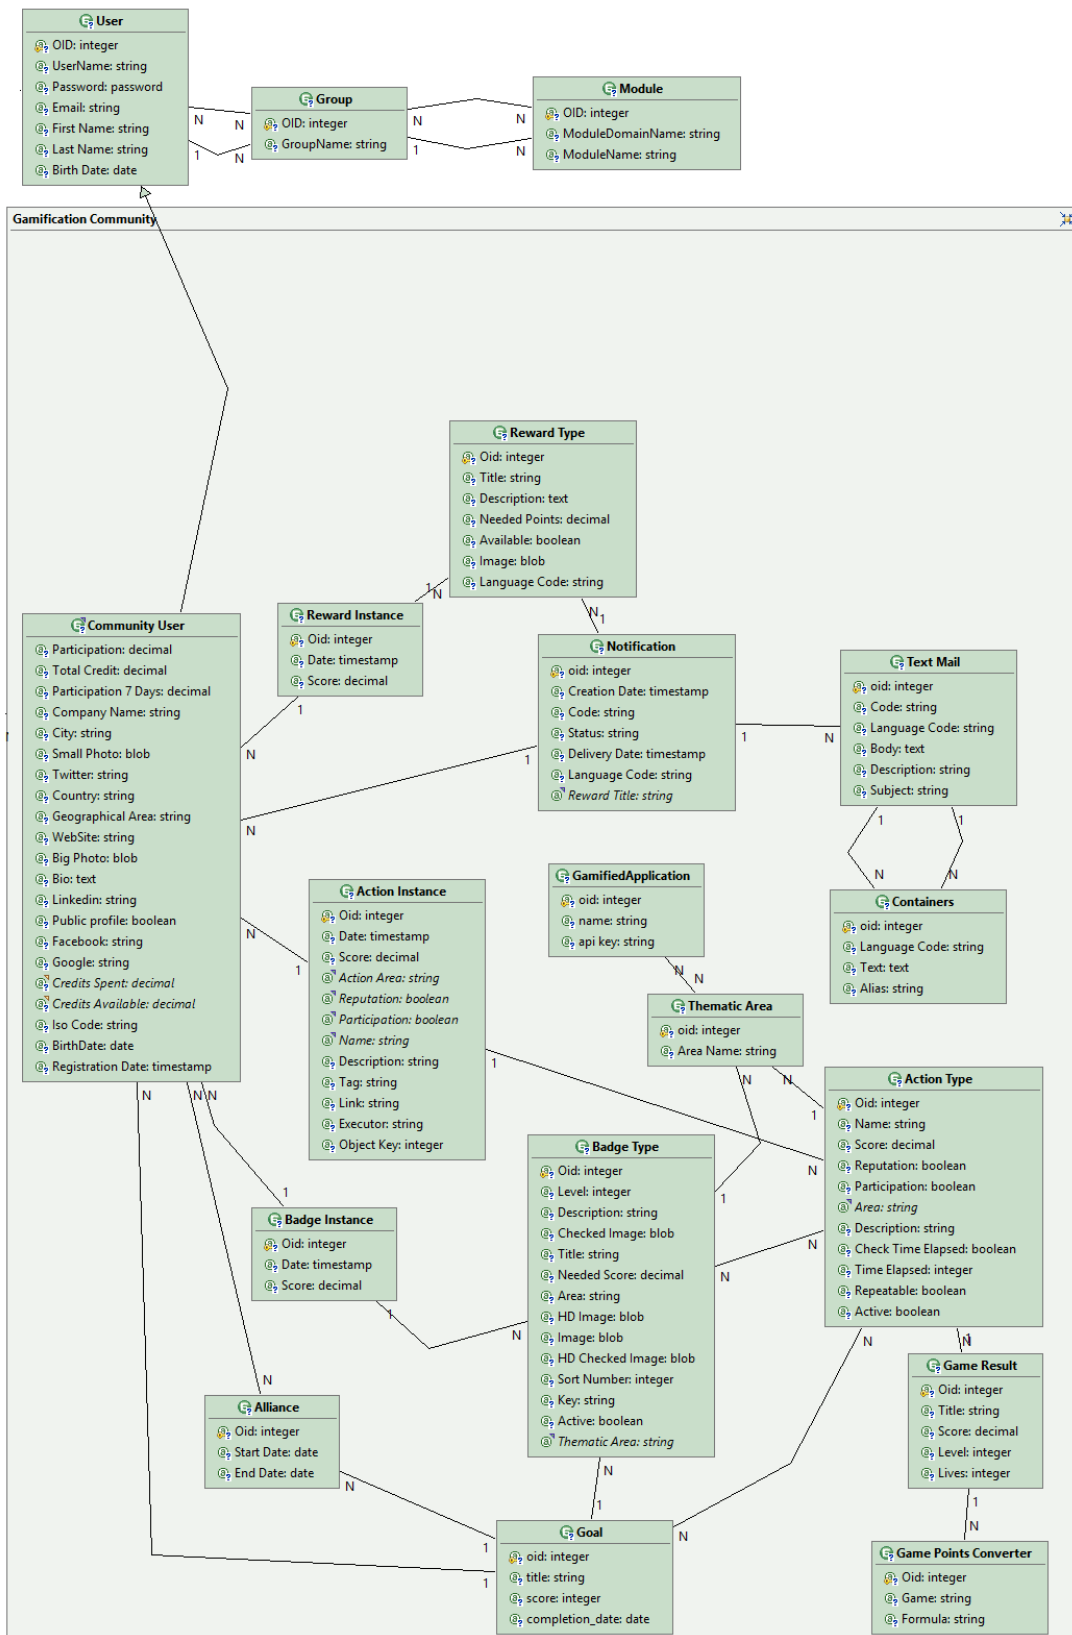 User
OID: integer
UserName: string
Password: password
Email: string
First Name: string
Last Name: string
Birth Date: date
N
N
1
N
Group
OID: integer
GroupName: string
N
N
1
N
Module
OID: integer
ModuleDomainName: string
ModuleName: string
Gamification Community
Reward Type
Oid: integer
Title: string
Description: text
Needed Points: decimal
Available: boolean
Image: blob
Language Code: string
1
N
N
1
Reward Instance
Oid: integer
Date: timestamp
Score: decimal
1
N
Community User
Participation: decimal
Total Credit: decimal
Participation 7 Days: decimal
Company Name: string
City: string
Small Photo: blob
Twitter: string
Country: string
Geographical Area: string
WebSite: string
Big Photo: blob
Bio: text
Linkedin: string
Public profile: boolean
Facebook: string
Google: string
Credits Spent: decimal
Credits Available: decimal
Iso Code: string
BirthDate: date
Registration Date: timestamp
Notification
oid: integer
Creation Date: timestamp
Code: string
Status: string
Delivery Date: timestamp
Language Code: string
Reward Title: string
1
N
1
N
Text Mail
oid: integer
Code: string
Language Code: string
Body: text
Description: string
Subject: string
1
1
N
N
Containers
oid: integer
Language Code: string
Text: text
Alias: string
GamifiedApplication
oid: integer
name: string
api key: string
N
N
Thematic Area
oid: integer
Area Name: string
N
N
1
1
Action Instance
Oid: integer
Date: timestamp
Score: decimal
Action Area: string
Reputation: boolean
Participation: boolean
Name: string
Description: string
Tag: string
Link: string
Executor: string
Object Key: integer
N
1
1
N
Action Type
Oid: integer
Name: string
Score: decimal
Reputation: boolean
Participation: boolean
Area: string
Description: string
Check Time Elapsed: boolean
Time Elapsed: integer
Repeatable: boolean
Active: boolean
Badge Type
Oid: integer
Level: integer
Description: string
Checked Image: blob
Title: string
Needed Score: decimal
Area: string
HD Image: blob
Image: blob
HD Checked Image: blob
Sort Number: integer
Key: string
Active: boolean
Thematic Area: string
N
N
N
N
N
1
Badge Instance
Oid: integer
Date: timestamp
Score: decimal
1
N
N
Alliance
Oid: integer
Start Date: date
End Date: date
N
1
1
N
1
Goal
oid: integer
title: string
score: integer
completion_date: date
N
N
N
1
Game Result
Oid: integer
Title: string
Score: decimal
Level: integer
Lives: integer
1
N
Game Points Converter
Oid: integer
Game: string
Formula: string